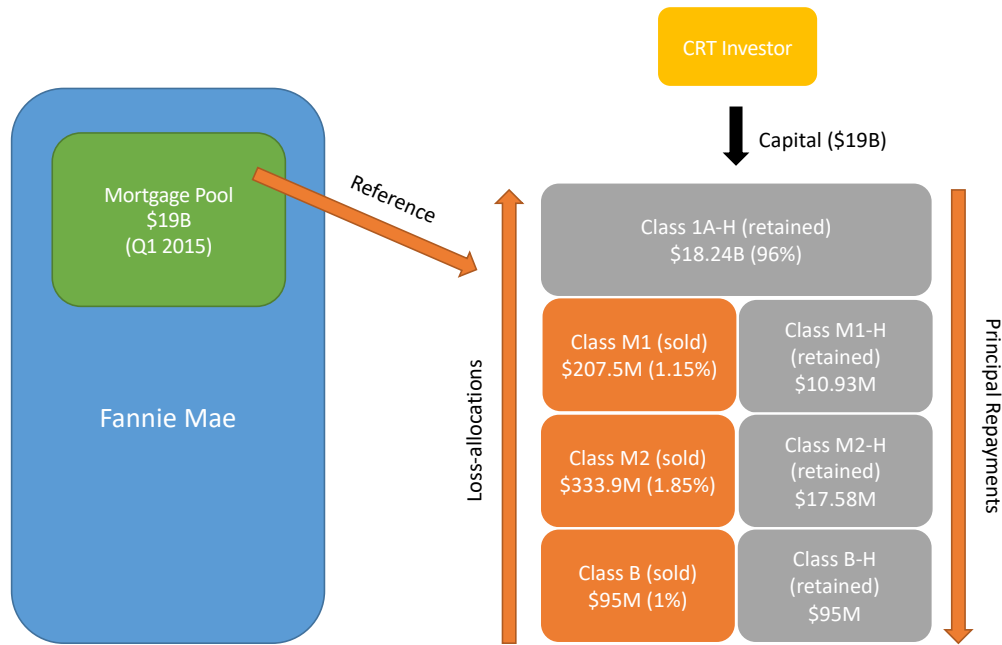 CRT Investor
Capital ($19B)
Mortgage Pool
$19B
(Q1 2015)
Reference
Fannie Mae
Loss-allocations
Class 1A-H (retained)
$18.24B (96%)
Class M1 (sold)
$207.5M (1.15%)
Class M1-H
(retained)
$10.93M
Class M2 (sold)
$333.9M (1.85%)
Class M2-H
(retained)
$17.58M
Class B (sold)
$95M (1%)
Class B-H
(retained)
$95M
Principal Repayments